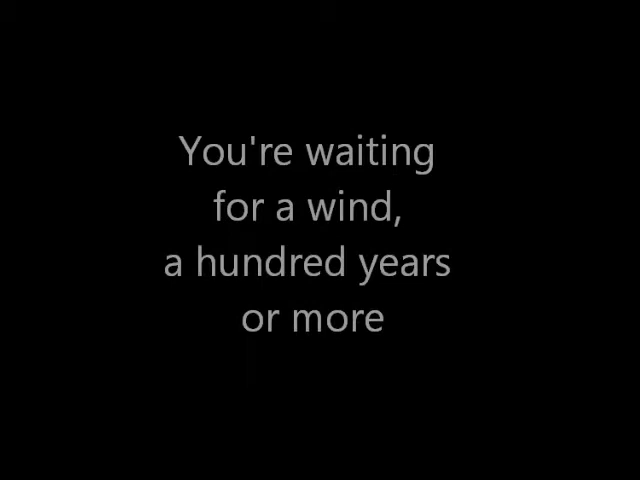 You're waiting
for a wind,
a hundred years
or more